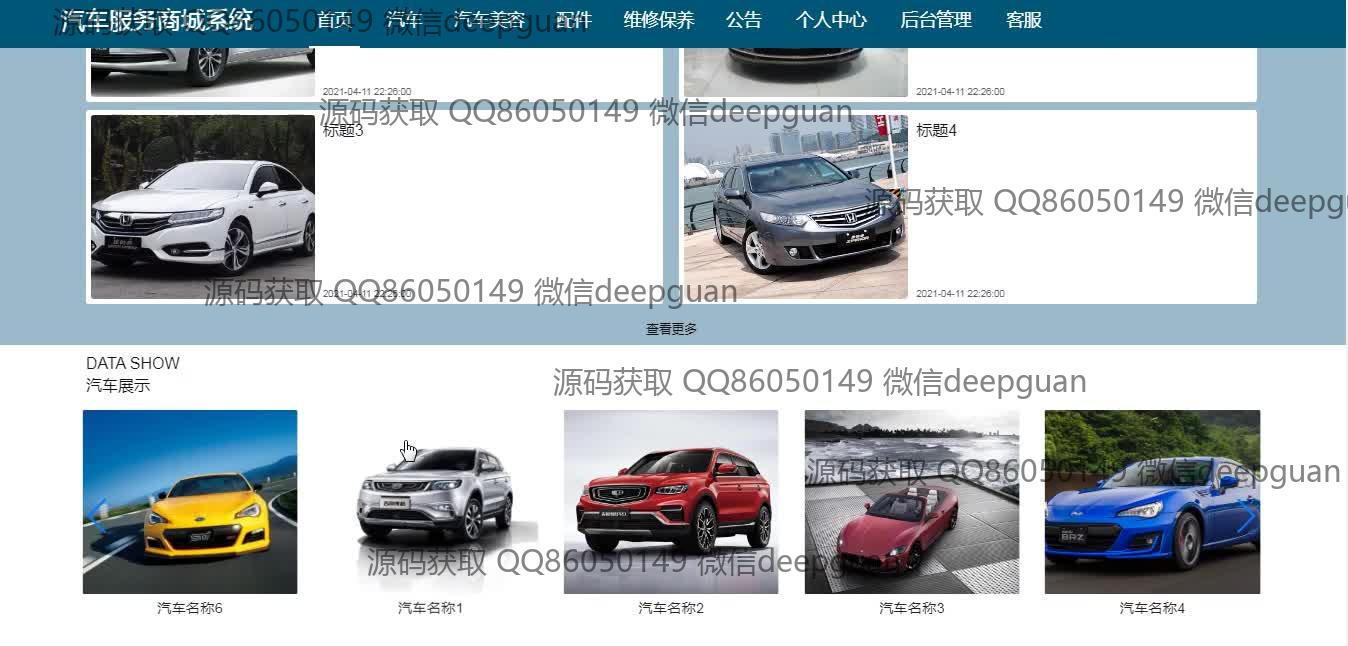 汽车服务商城系统 首页 汽车 汽车美容 配件 维修保养 公告 个人中心 后台管理 客服
源码获取 QQ86050149 微信deepguan
2021-04-11 22:26:00 2021-04-11 22:26:00
源码获取 QQ86050149 微信deepguan
标题3 标题4
源码获取 QQ86050149 微信deepgu
2021-04-11 22:26:00 2021-04-11 22:26:00
源码获取 QQ86050149 微信deepguan
查看更多
DATA SHOW
汽车展示
源码获取 QQ86050149 微信deepguan
源码获取 QQ86050149 微信deepguan
BRZ
源码获取 QQ86050149 微信deepguan
汽车名称6 汽车名称1 汽车名称2 汽车名称3 汽车名称4